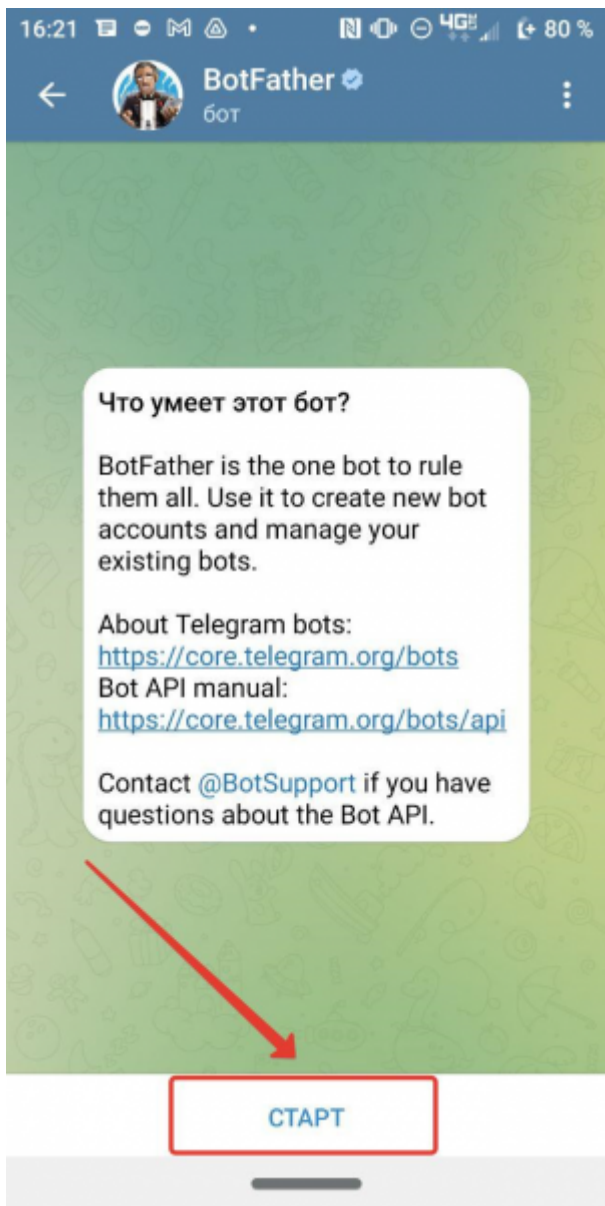 16:21
4G
80 %
BotFather
бот
Что умеет этот бот?
BotFather is the one bot to rule
them all. Use it to create new bot
accounts and manage your
existing bots.
About Telegram bots:
https://core.telegram.org/bots
Bot API manual:
https://core.telegram.org/bots/api
Contact @BotSupport if you have
questions about the Bot API.
СТАРТ